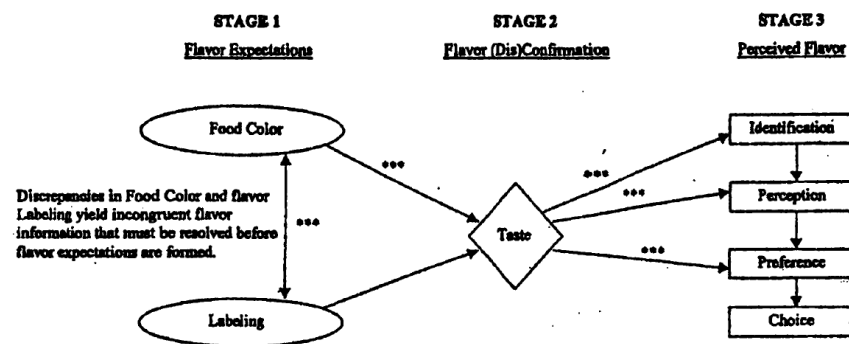 STAGE 1
Flavor Expectations
STAGE 2
Flavor (Dis)Confirmation
STAGE 3
Perceived Flavor
Food Color
***
Discrepancies in Food Color and flavor
Labeling yield incongruent flavor
information that must be resolved before
flavor expectations are formed.
***
Labeling
Taste
***
***
***
Identification
Perception
Preference
Choice